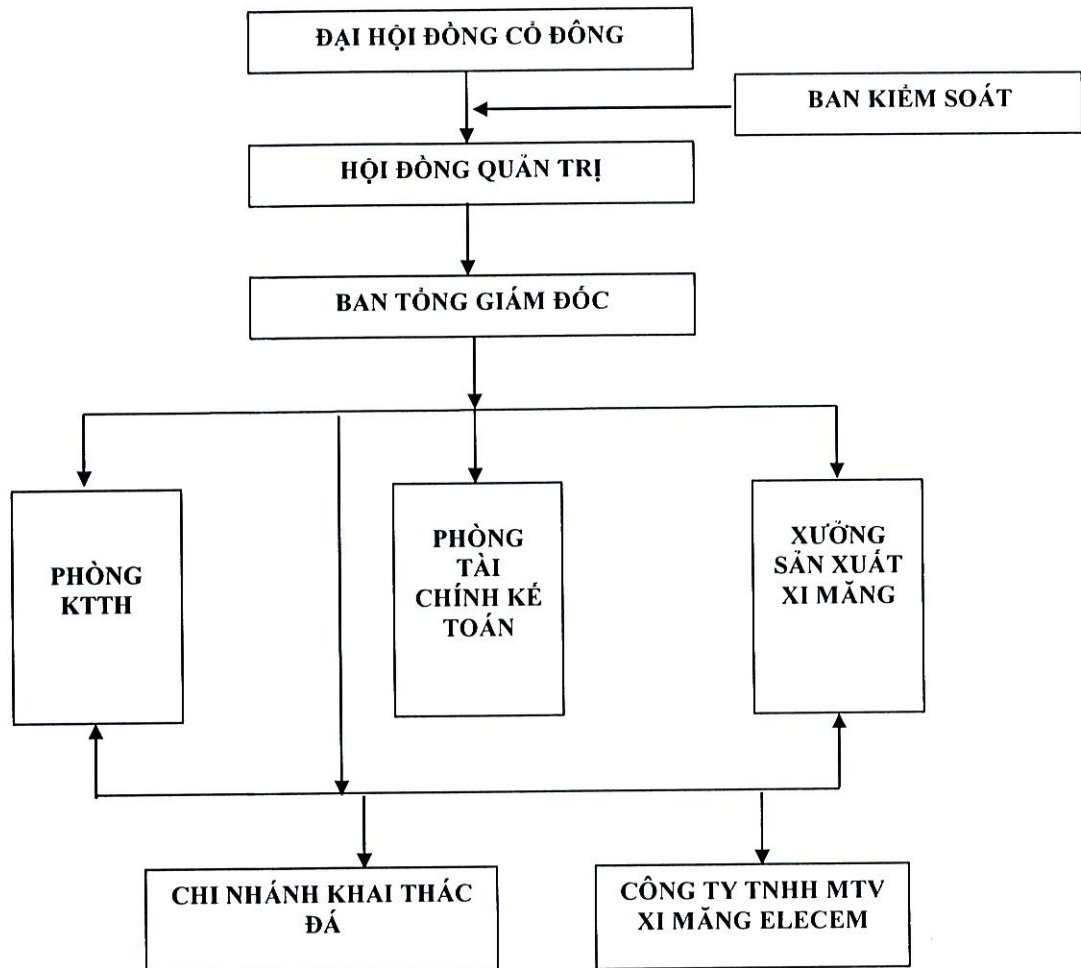 ĐẠI HỘI ĐỒNG CỔ ĐÔNG
BAN KIỂM SOÁT
HỘI ĐỒNG QUẢN TRỊ
BAN TỔNG GIÁM ĐỐC
PHÒNG
KTTH
PHÒNG
TÀI
CHÍNH KẾ
TOÁN
XƯỞNG
SẢN XUẤT
XI MĂNG
CHI NHÁNH KHAI THÁC
ĐÁ
CÔNG TY TNHH MTV
XI MĂNG ELECEM